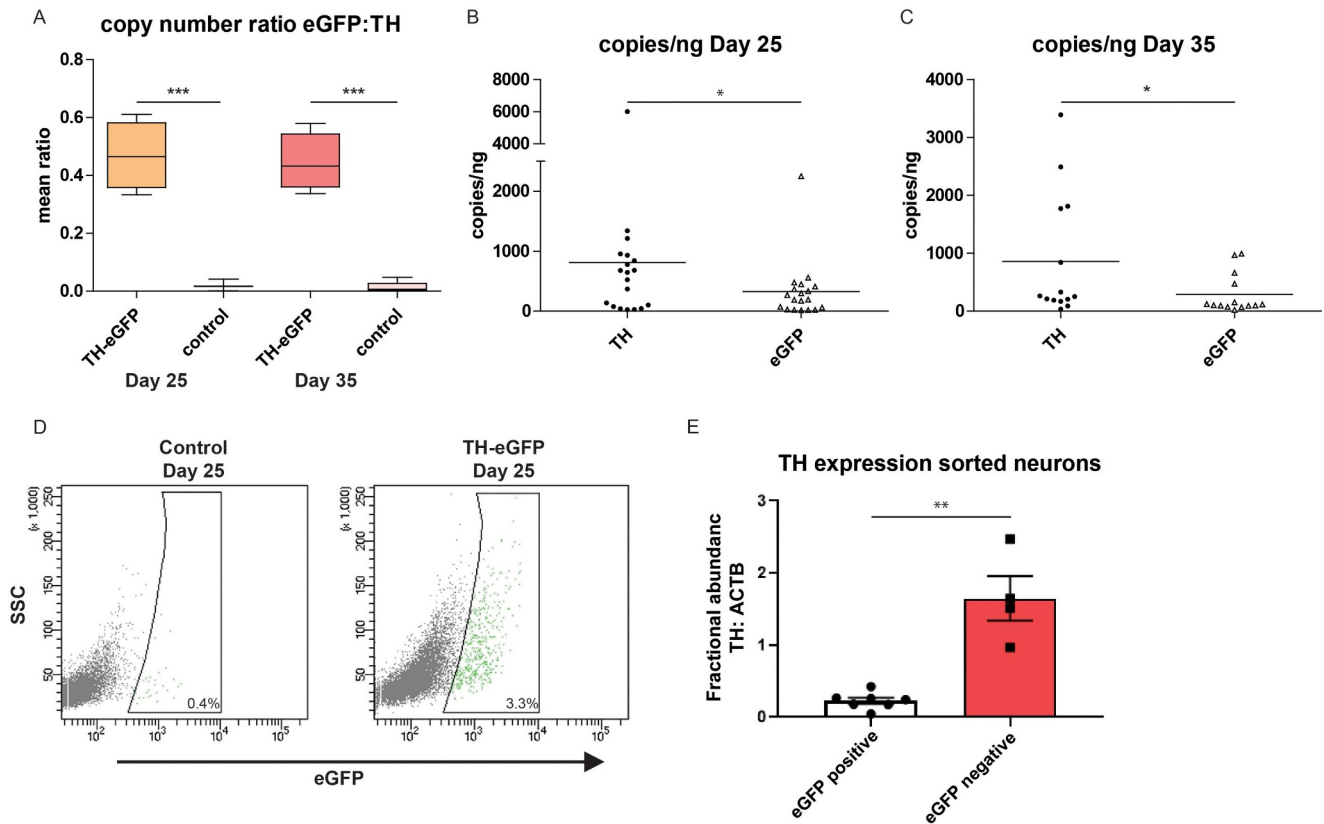 A
copy number ratio eGFP:TH
mean ratio
0.8
0.6
0.4
0.2
0.0
***
***
TH-eGFP
control
TH-eGFP
control
Day 25
Day 35
B
copies/ng Day 25
copies/ng
8000
6000
4000
2000
1000
0
*
TH
eGFP
C
copies/ng Day 35
copies/ng
4000
3000
2000
1000
0
*
TH
eGFP
D
Control
Day 25
SSC
(x 1,000)
250
200
150
100
50
0.4%
10² 10³ 10⁴ 10⁵
TH-eGFP
Day 25
(x 1,000)
250
200
150
100
50
3.3%
10² 10³ 10⁴ 10⁵
eGFP
E
TH expression sorted neurons
Fractional abundanc
TH: ACTB
3
2
1
0
**
eGFP positive
eGFP negative